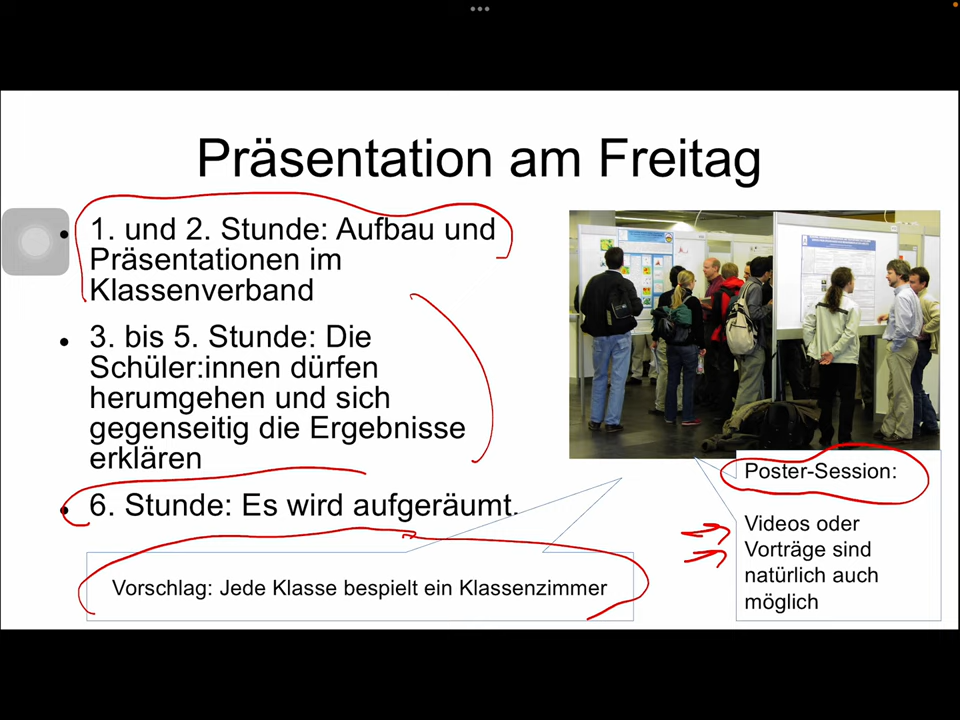 Präsentation am Freitag
1. und 2. Stunde: Aufbau und
Präsentationen im
Klassenverband
3. bis 5. Stunde: Die
Schüler:innen dürfen
herumgehen und sich
gegenseitig die Ergebnisse
erklären
6. Stunde: Es wird aufgeräumt.
Vorschlag: Jede Klasse bespielt ein Klassenzimmer
Poster-Session:
Videos oder
Vorträge sind
natürlich auch
möglich